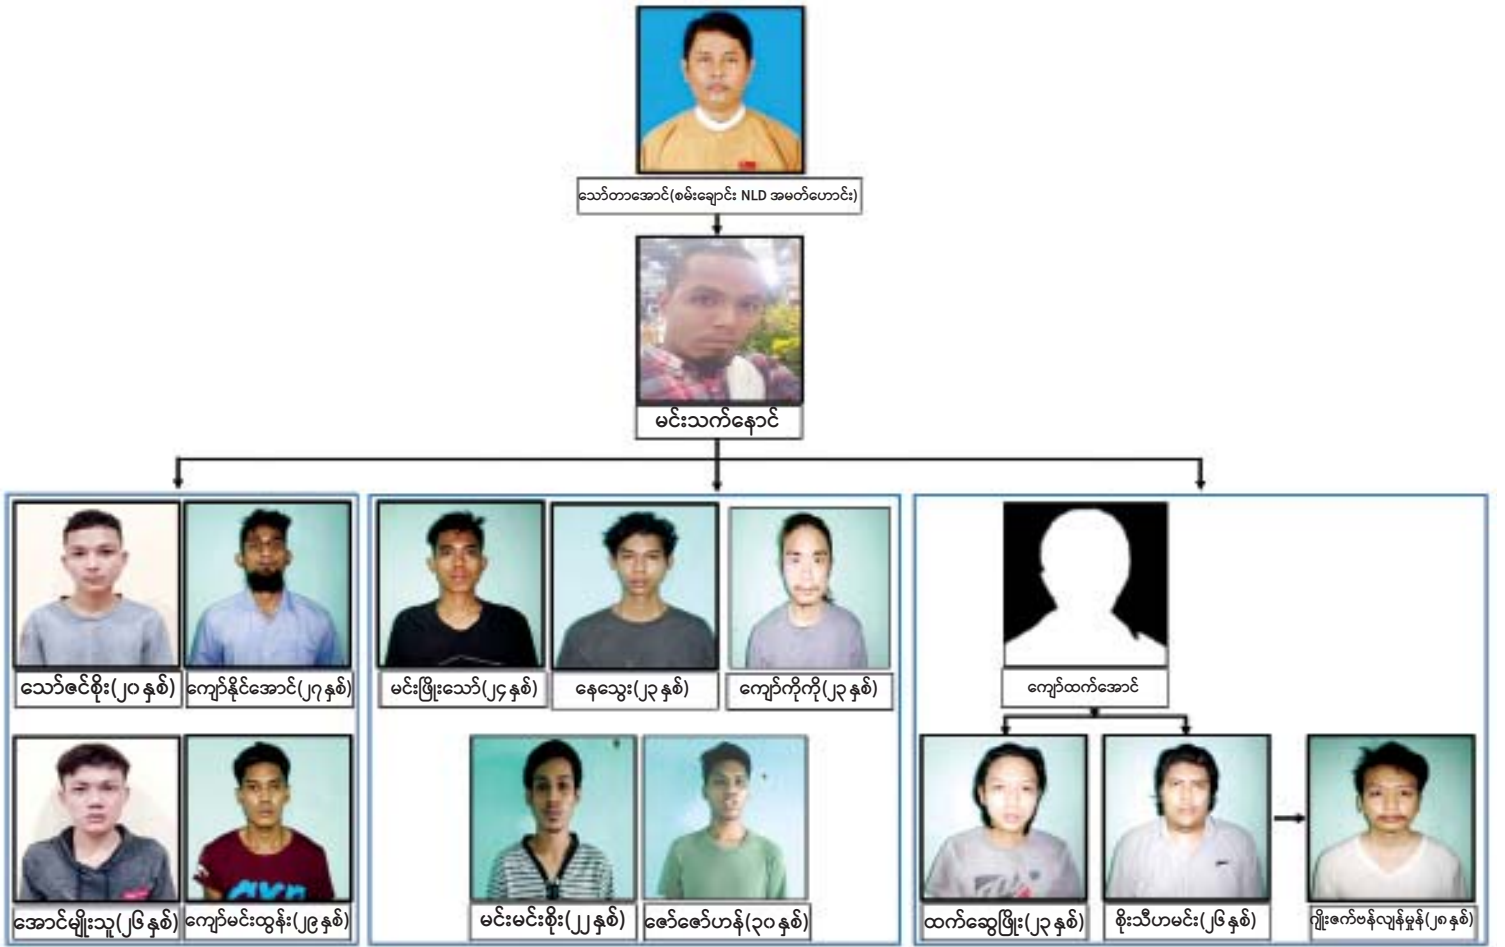 သော်တာအောင်(စမ်းချောင်း NLD အမတ်ဟောင်း)
မင်းသက်နောင်
သော်ဇင်စိုး(၂၀နှစ်)
ကျော်နိုင်အောင်(၂၇နှစ်)
မင်းဖြိုးသော်(၂၄နှစ်)
နေသွေး(၂၃နှစ်)
ကျော်ကိုကို(၂၃နှစ်)
ကျော်ထက်အောင်
အောင်မျိုးသူ(၂၆နှစ်)
ကျော်မင်းထွန်း(၂၉နှစ်)
မင်းမင်းစိုး(၂၂နှစ်)
ဇော်ဇော်ဟန်(၃၀နှစ်)
ထက်ဆွေဖြိုး(၂၃နှစ်)
စိုးသီဟမင်း(၂၆နှစ်)
ဂျိုးဇက်ဗန်လျန်မှုန်(၂၈နှစ်)